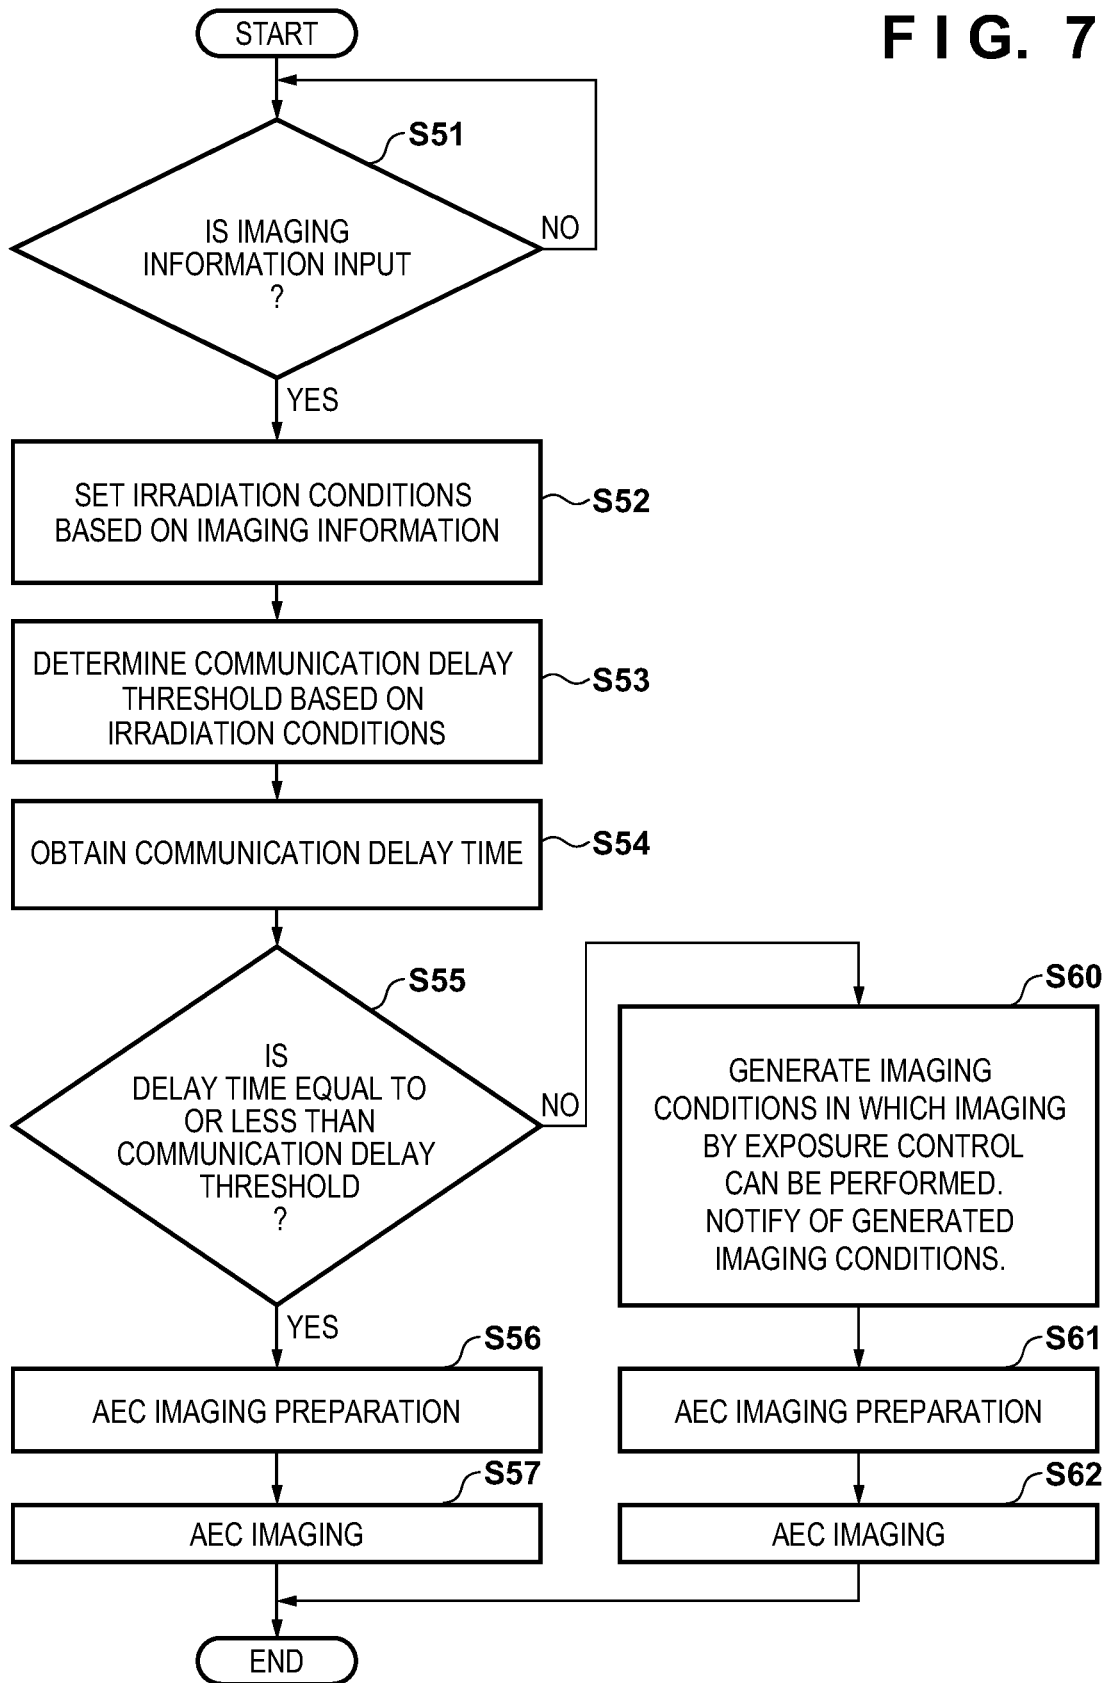 START
F I G. 7
S51
IS IMAGING
INFORMATION INPUT
?
NO
YES
SET IRRADIATION CONDITIONS
BASED ON IMAGING INFORMATION
S52
DETERMINE COMMUNICATION DELAY
THRESHOLD BASED ON
IRRADIATION CONDITIONS
S53
OBTAIN COMMUNICATION DELAY TIME
S54
S55
IS
DELAY TIME EQUAL TO
OR LESS THAN
COMMUNICATION DELAY
THRESHOLD
?
NO
YES
S60
GENERATE IMAGING
CONDITIONS IN WHICH IMAGING
BY EXPOSURE CONTROL
CAN BE PERFORMED.
NOTIFY OF GENERATED
IMAGING CONDITIONS.
S56
AEC IMAGING PREPARATION
S61
AEC IMAGING PREPARATION
S57
AEC IMAGING
S62
AEC IMAGING
END